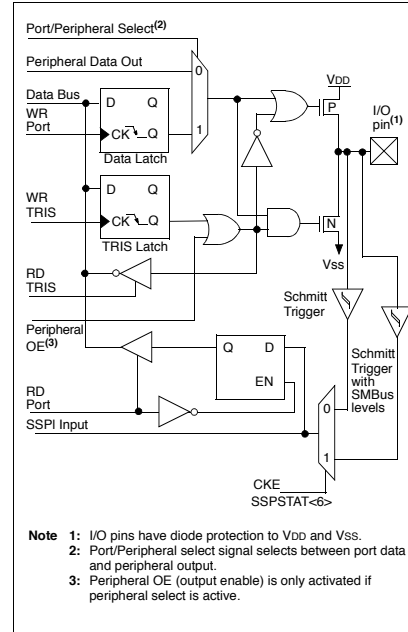 Port/Peripheral Select(2)
Peripheral Data Out
0
VDD
P
I/O
pin(1)
Data Bus
D Q
WR
Port
CK Q
1
Data Latch
D Q
WR
TRIS
CK Q
TRIS Latch
N
VSS
RD
TRIS
Schmitt
Trigger
Peripheral
OE(3)
Q D
EN
Schmitt
Trigger
with
SMBus
levels
RD
Port
SSPI Input
0
1
CKE
SSPSTAT<6>
Note 1: I/O pins have diode protection to VDD and VSS.
2: Port/Peripheral select signal selects between port data
and peripheral output.
3: Peripheral OE (output enable) is only activated if
peripheral select is active.